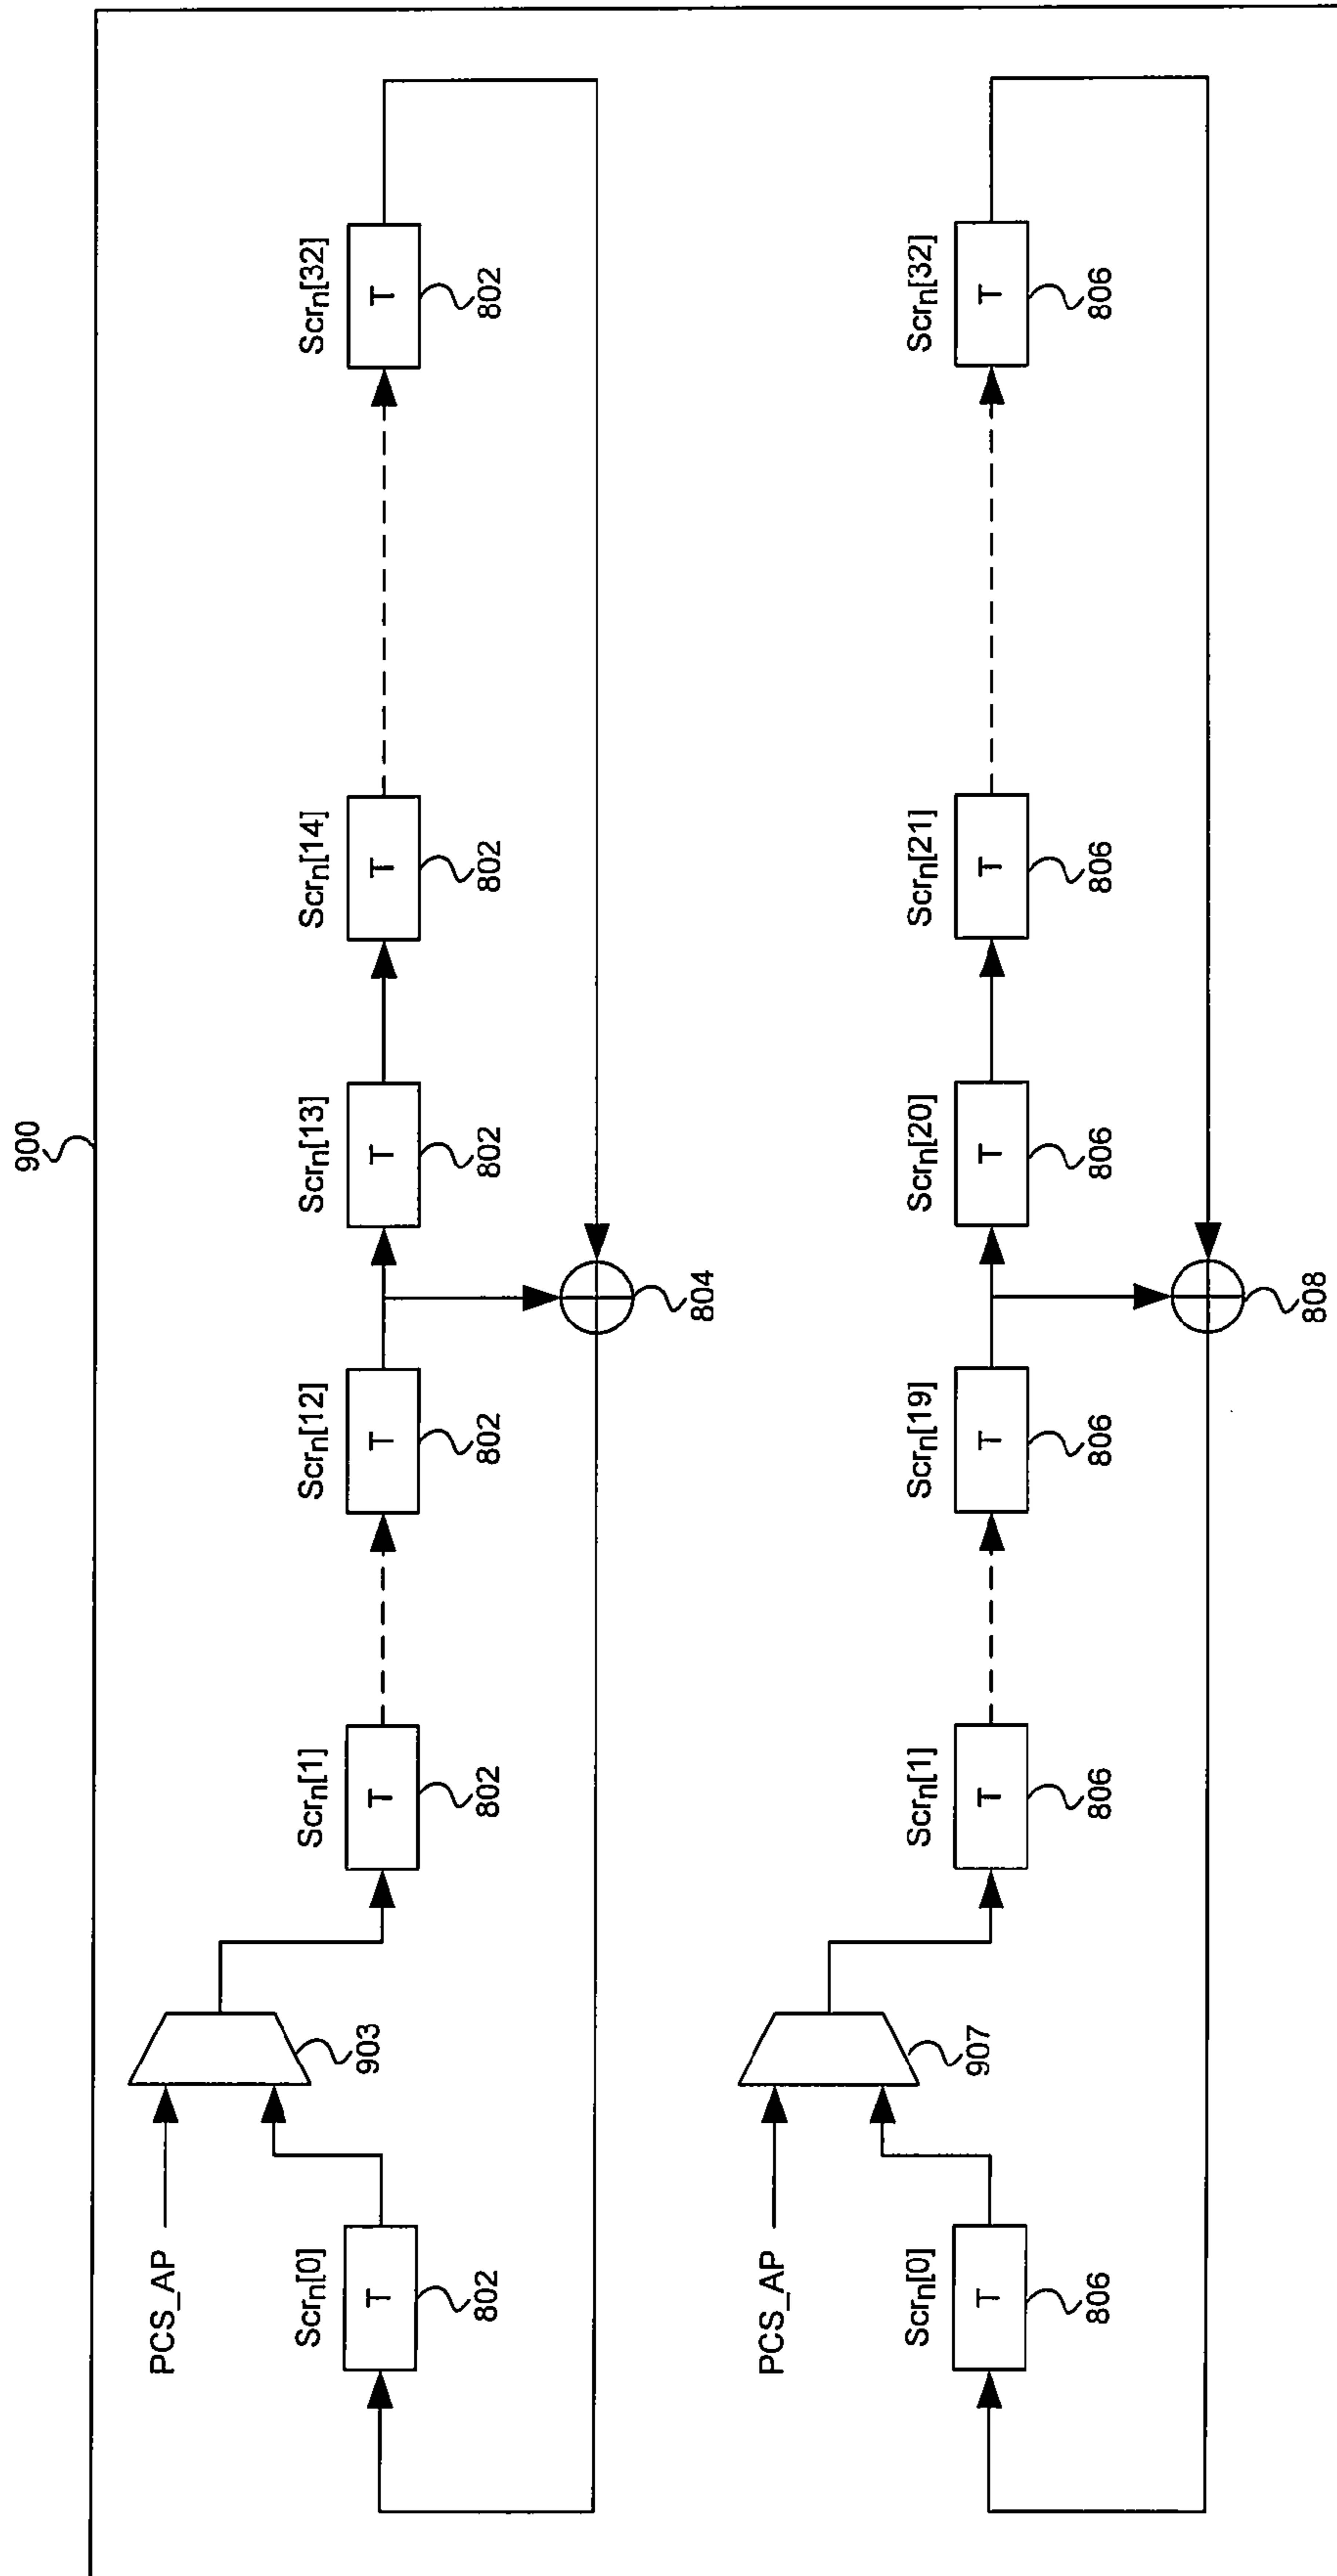 900
PCS_AP
903
Scrn[0]
Scrn[1]
Scrn[12]
Scrn[13]
Scrn[14]
Scrn[32]
T
T
T
T
T
T
802
802
802
802
802
802
804
PCS_AP
907
Scrn[0]
Scrn[1]
Scrn[19]
Scrn[20]
Scrn[21]
Scrn[32]
T
T
T
T
T
T
806
806
806
806
806
806
808